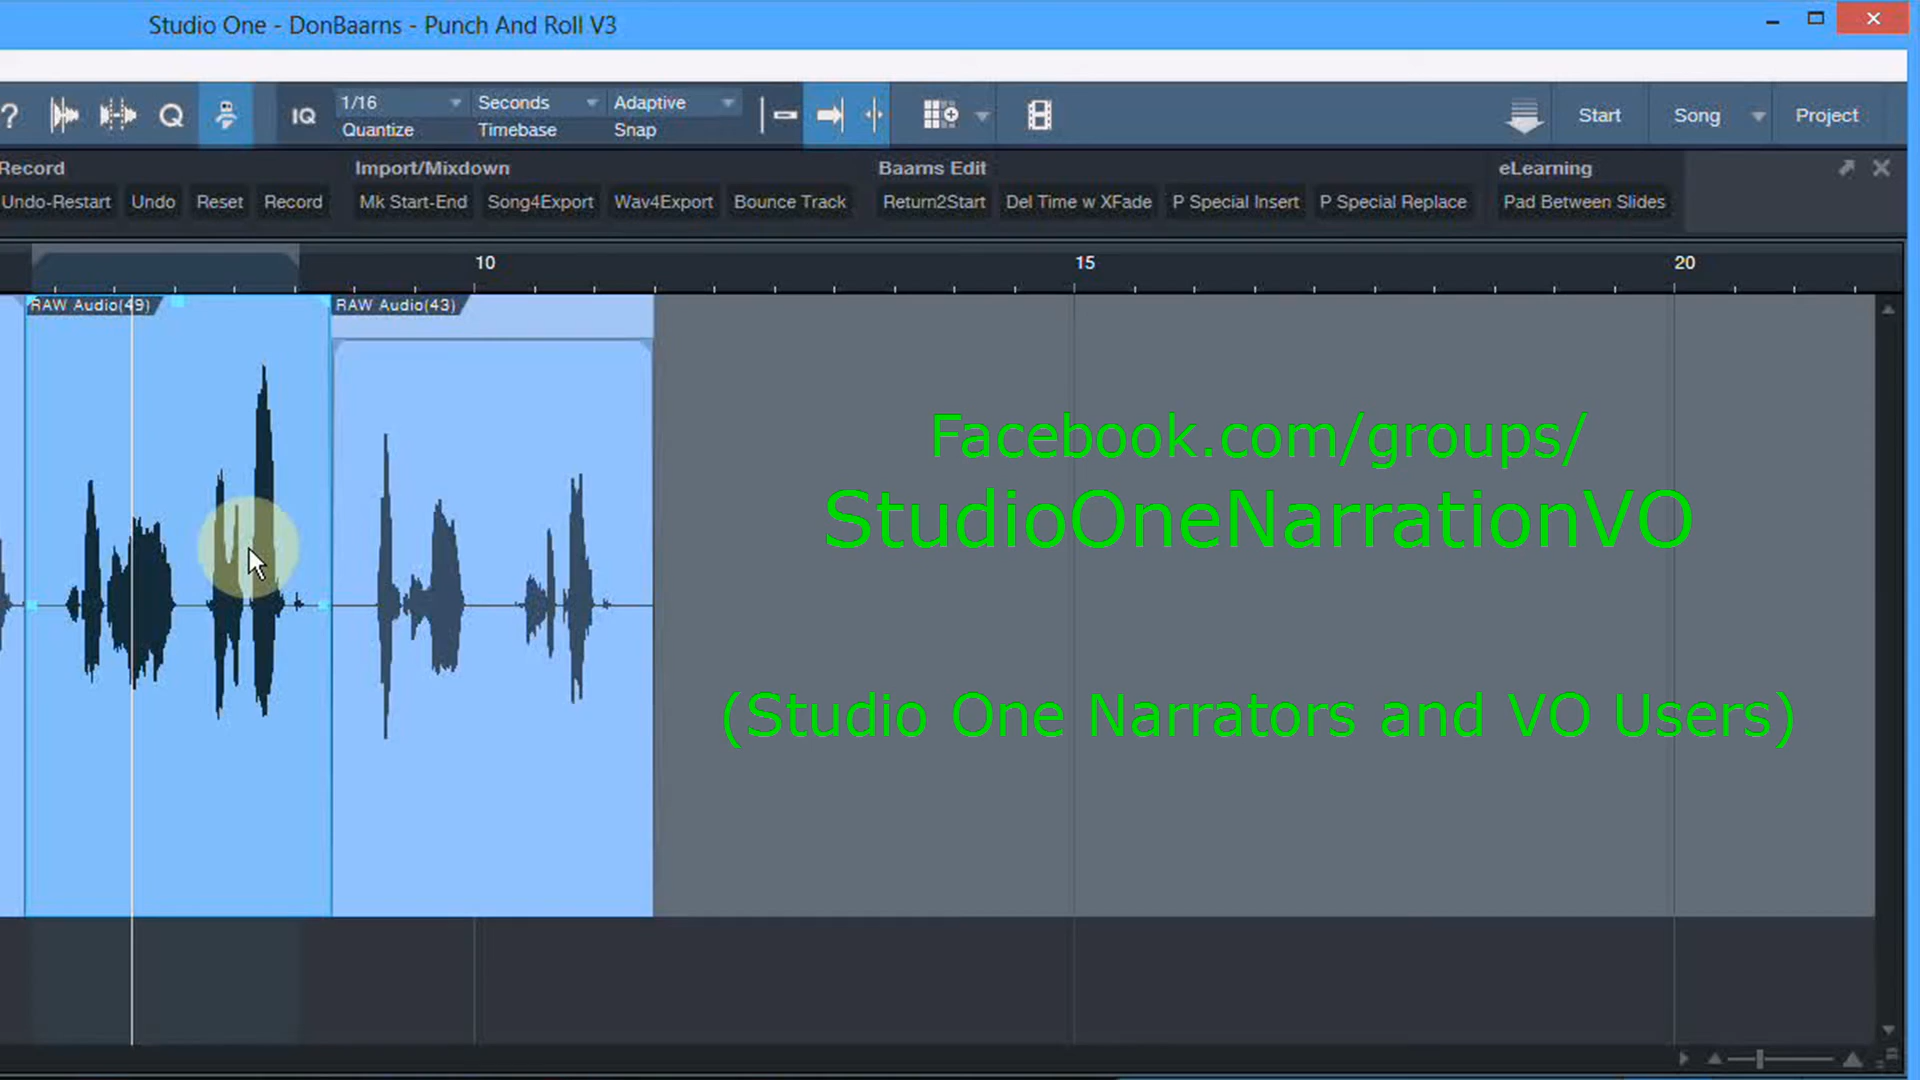 Studio One - DonBaarns - Punch And Roll V3
? Q IQ 1/16 Seconds Adaptive Start Song Project
Quantize Timebase Snap
Record Import/Mixdown Baams Edit eLearning
Undo-Restart Undo Reset Record Mk Start-End Song4Export Wav4Export Bounce Track Return2Start Del Time w XFade P Special Insert P Special Replace Pad Between Slides
10 15 20
RAW Audio(49) RAW Audio(43)
Facebook.com/groups/
StudioOneNarrationVO
(Studio One Narrators and VO Users)